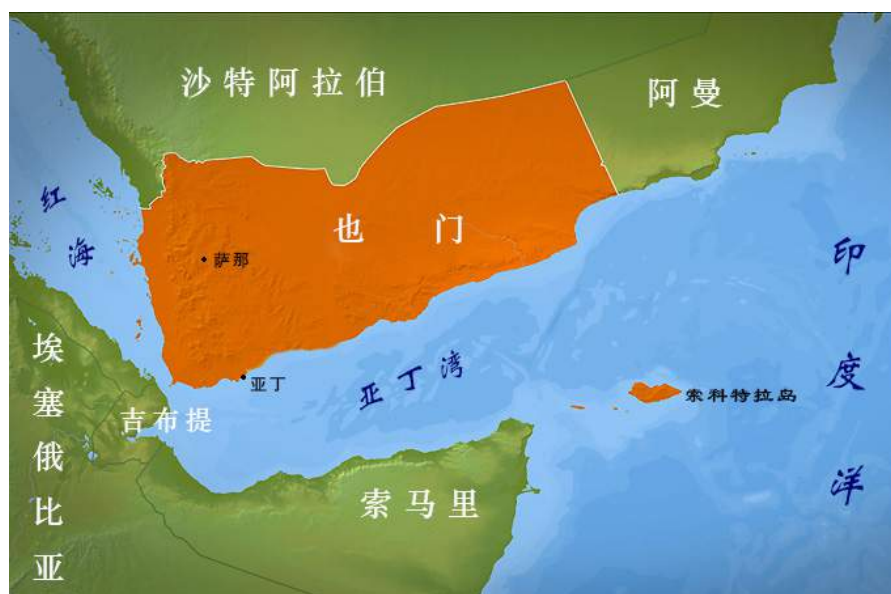 沙特阿拉伯
阿曼
红海
也门
萨那
印度洋
埃塞俄比亚
亚丁湾
亚丁
索科特拉岛
吉布提
索马里